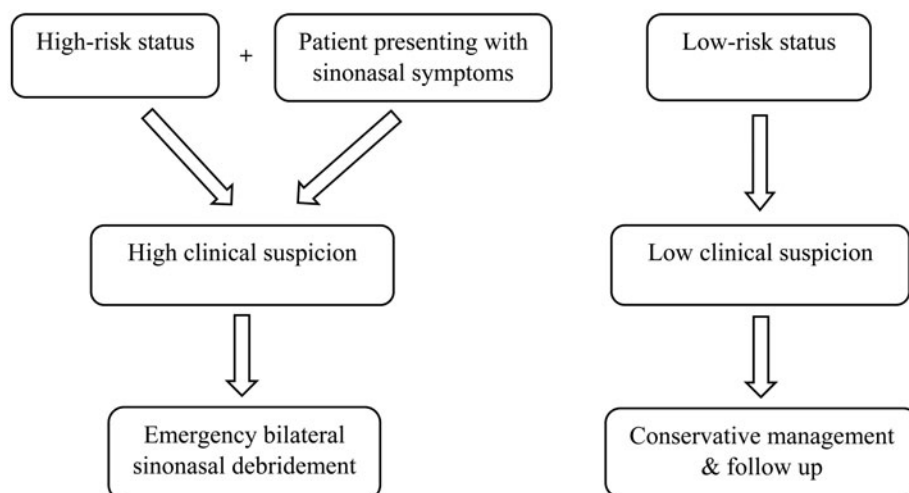 High-risk status
+
Patient presenting with
sinonasal symptoms
Low-risk status
High clinical suspicion
Low clinical suspicion
Emergency bilateral
sinonasal debridement
Conservative management
& follow up